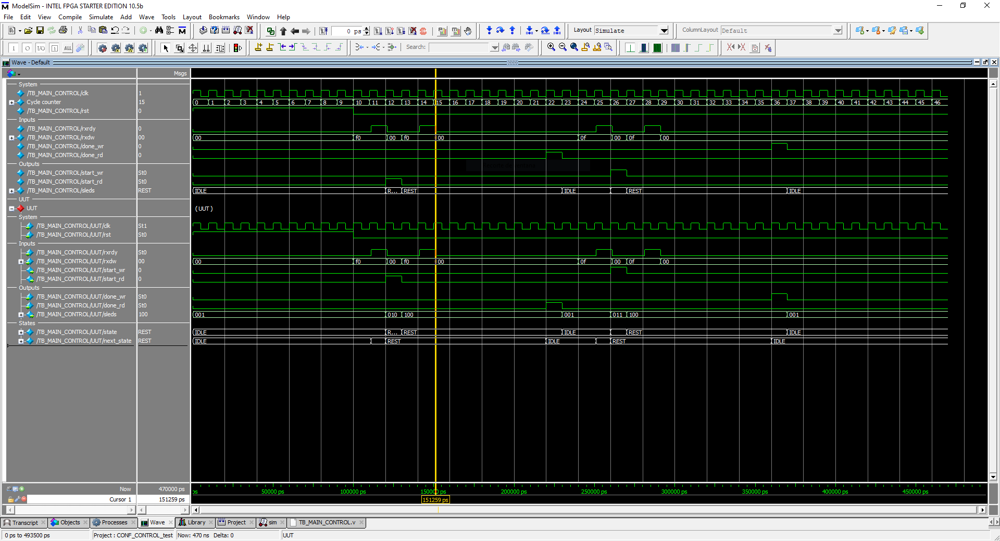 ModelSim - INTEL FPGA STARTER EDITION 10.5b
File Edit View Compile Simulate Add Wave Tools Layout Bookmarks Window Help
0 ps
Layout Simulate
ColumnLayout Default
Search:
Wave - Default
Msgs
System
/TB_MAIN_CONTROL/clk 1
Cycle counter 15 0 1 2 3 4 5 6 7 8 9 10 11 12 13 14 15 16 17 18 19 20 21 22 23 24 25 26 27 28 29 30 31 32 33 34 35 36 37 38 39 40 41 42 43 44 45 46
/TB_MAIN_CONTROL/rst 0
Inputs
/TB_MAIN_CONTROL/rxrdy 0
/TB_MAIN_CONTROL/rxdw 00 00 f0 00 f0 00 0f 00 0f 00
/TB_MAIN_CONTROL/done_wr 0
/TB_MAIN_CONTROL/done_rd 0
Outputs
/TB_MAIN_CONTROL/start_wr St0
/TB_MAIN_CONTROL/start_rd St0
/TB_MAIN_CONTROL/sleds REST IDLE R... REST IDLE REST IDLE
UUT
UUT (UUT)
System
/TB_MAIN_CONTROL/UUT/clk St1
/TB_MAIN_CONTROL/UUT/rst St0
Inputs
/TB_MAIN_CONTROL/UUT/rxrdy St0
/TB_MAIN_CONTROL/UUT/rxdw 00 00 f0 00 f0 00 0f 00 0f 00
/TB_MAIN_CONTROL/UUT/start_wr 0
/TB_MAIN_CONTROL/UUT/start_rd 0
Outputs
/TB_MAIN_CONTROL/UUT/done_wr St0
/TB_MAIN_CONTROL/UUT/done_rd St0
/TB_MAIN_CONTROL/UUT/sleds 100 001 010 100 001 011 100 001
States
/TB_MAIN_CONTROL/UUT/state REST IDLE R... REST IDLE REST IDLE
/TB_MAIN_CONTROL/UUT/next_state REST IDLE REST IDLE REST IDLE
Now 470000 ps ps 50000 ps 100000 ps 150000 ps 200000 ps 250000 ps 300000 ps 350000 ps 400000 ps 450000 ps
Cursor 1 151259 ps 151259 ps
Transcript Objects Processes Wave Library Project sim TB_MAIN_CONTROL.v
0 ps to 493500 ps Project : CONF_CONTROL_test Now: 470 ns Delta: 0 UUT